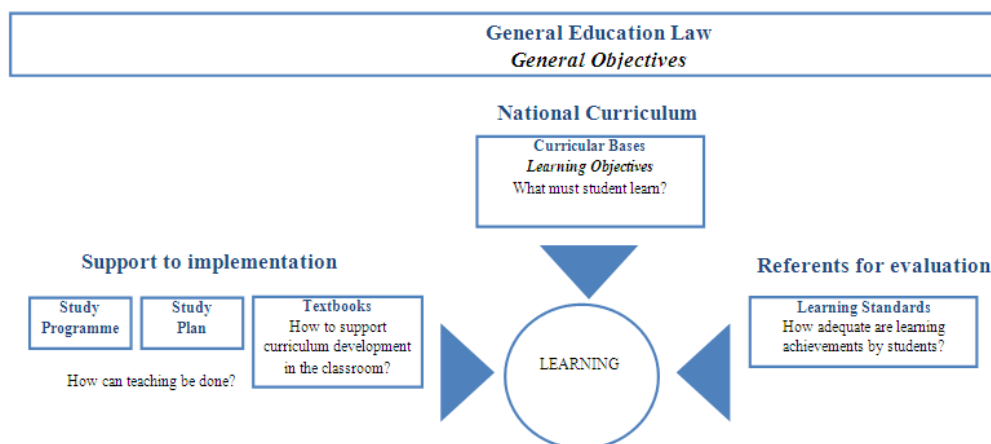 General Education Law
General Objectives
National Curriculum
Curricular Bases
Learning Objectives
What must student learn?
Support to implementation
Study
Programme
Study
Plan
How can teaching be done?
Textbooks
How to support
curriculum development
in the classroom?
LEARNING
Referents for evaluation
Learning Standards
How adequate are learning
achievements by students?